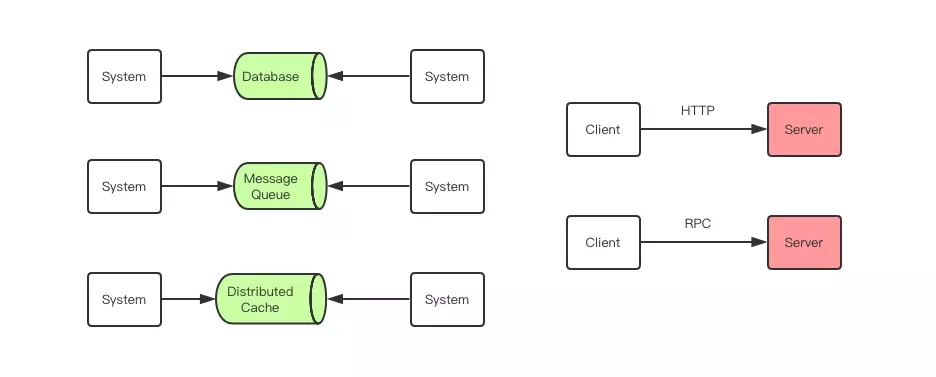 System
Database
System
System
Message
Queue
System
System
Distributed
Cache
System
Client
HTTP
Server
Client
RPC
Server